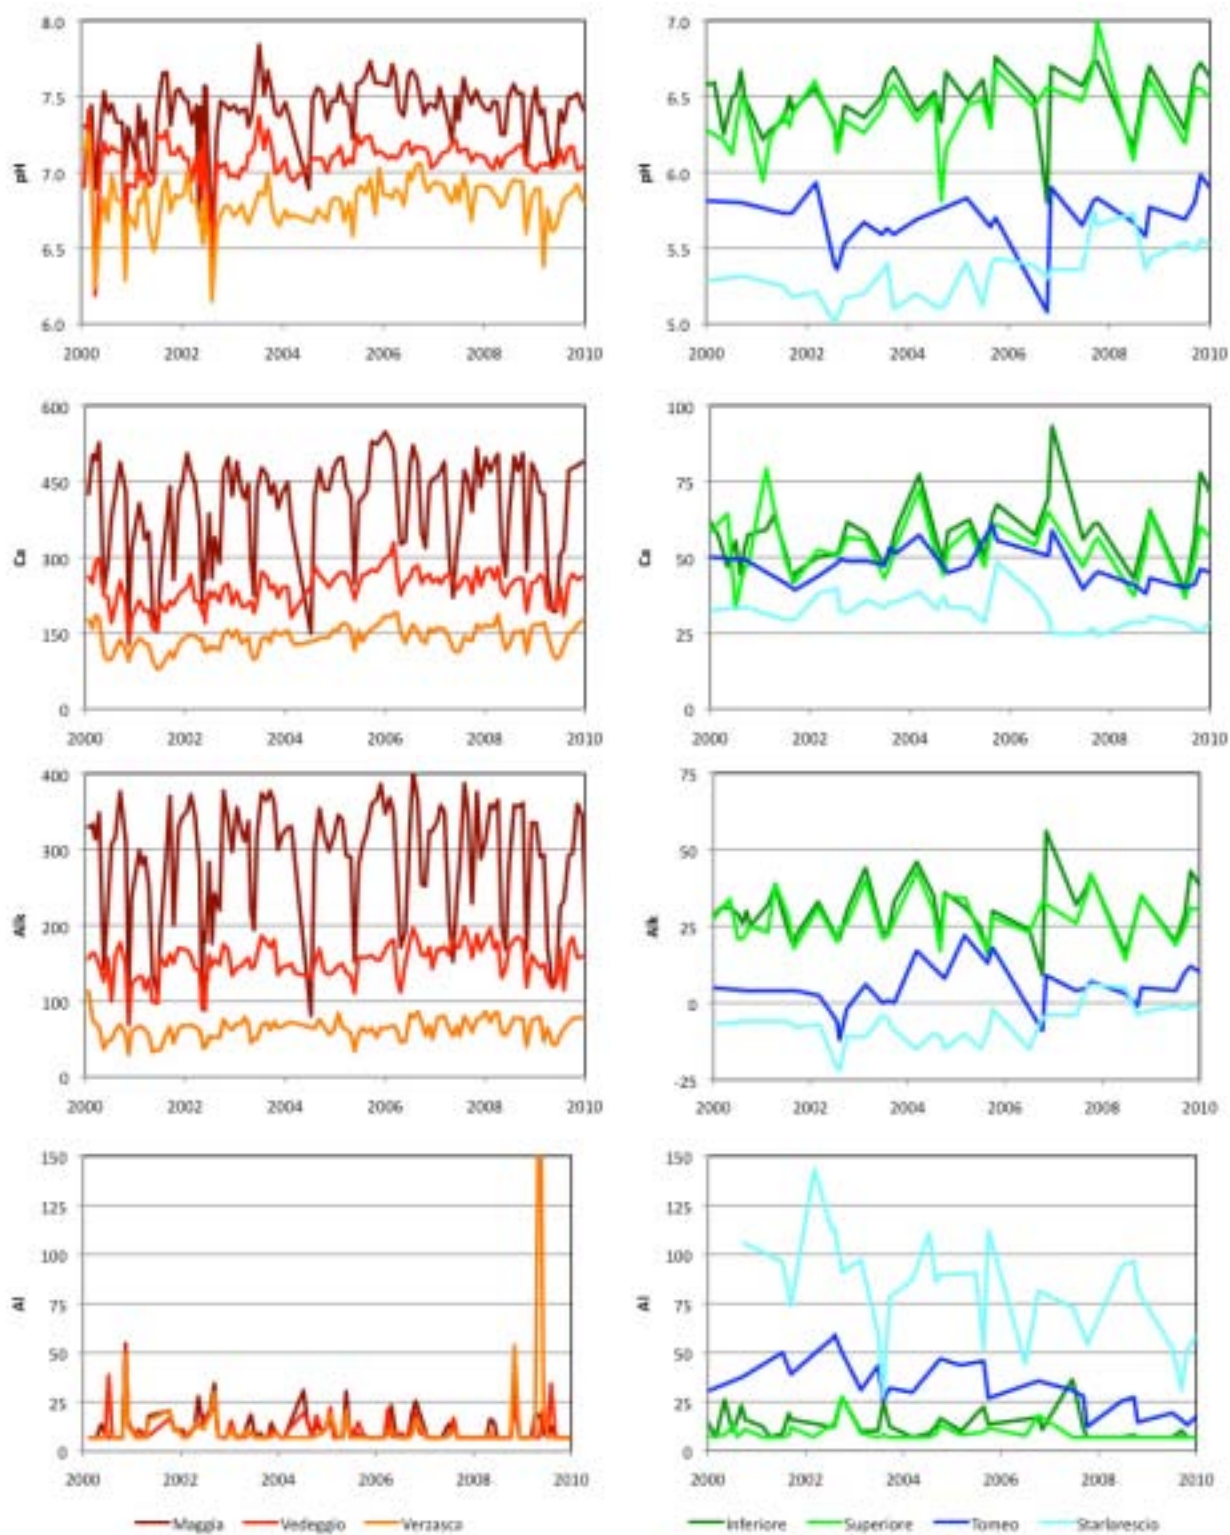 8.0
7.5
7.0
6.5
6.0
pH
2000 2002 2004 2006 2008 2010
7.0
6.5
6.0
5.5
5.0
pH
2000 2002 2004 2006 2008 2010
600
450
300
150
0
Ca
2000 2002 2004 2006 2008 2010
100
75
50
25
0
Ca
2000 2002 2004 2006 2008 2010
400
300
200
100
0
Alk
2000 2002 2004 2006 2008 2010
75
50
25
0
-25
Alk
2000 2002 2004 2006 2008 2010
150
125
100
75
50
25
0
Al
2000 2002 2004 2006 2008 2010
150
125
100
75
50
25
0
Al
2000 2002 2004 2006 2008 2010
Maggia Vedeggio Verzasca
Inferiore Superiore Tomeo Starlarescio